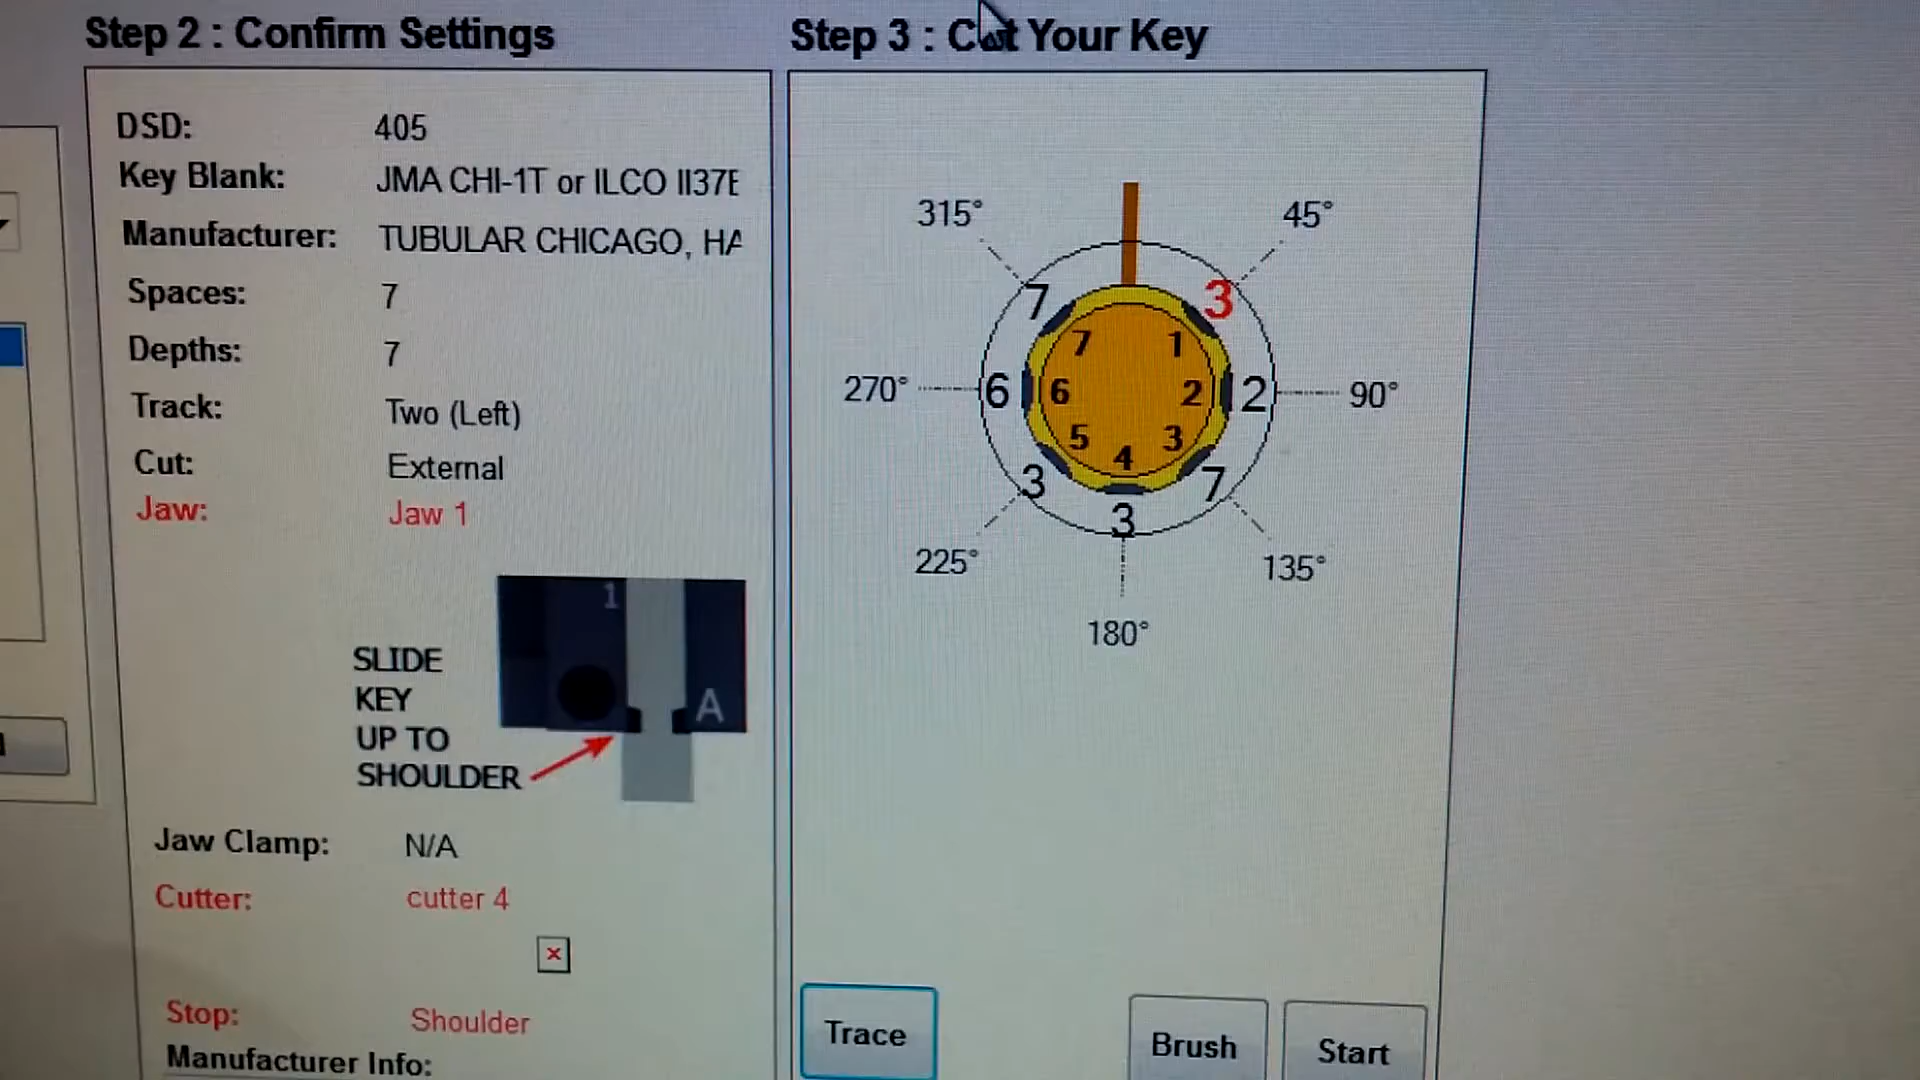 Step 2 : Confirm Settings
DSD: 405
Key Blank: JMA CHI-1T or ILCO II37E
Manufacturer: TUBULAR CHICAGO, HA
Spaces: 7
Depths: 7
Track: Two (Left)
Cut: External
Jaw: Jaw 1
1
A
SLIDE
KEY
UP TO
SHOULDER
Jaw Clamp: N/A
Cutter: cutter 4
Stop: Shoulder
Manufacturer Info:
Step 3 : Cut Your Key
315° 45°
7 3
7 1
270° 6 6 2 2 90°
5 4 3
3 3 7
225° 135°
180°
Trace Brush Start